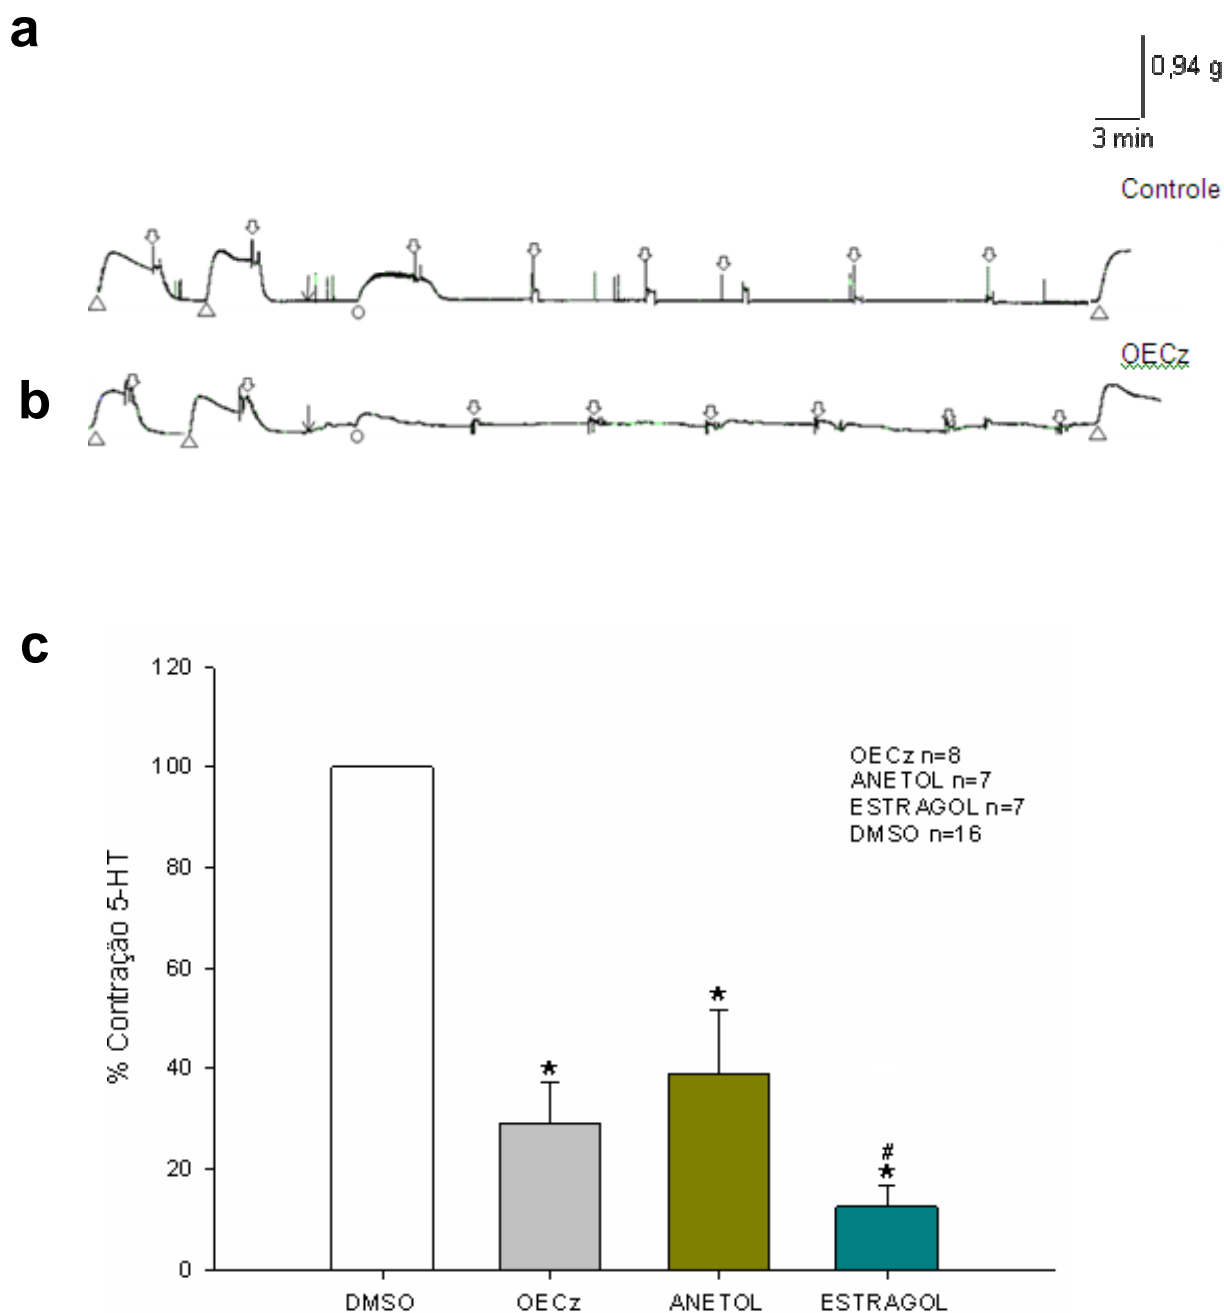 a
0,94 g
3 min
Controle
OECz
b
c
120
100
80
60
40
20
0
% Contração 5-HT
OECz n=8
ANETOL n=7
ESTRAGOL n=7
DMSO n=16
*
*
#
*
DMSO OECz ANETOL ESTRAGOL